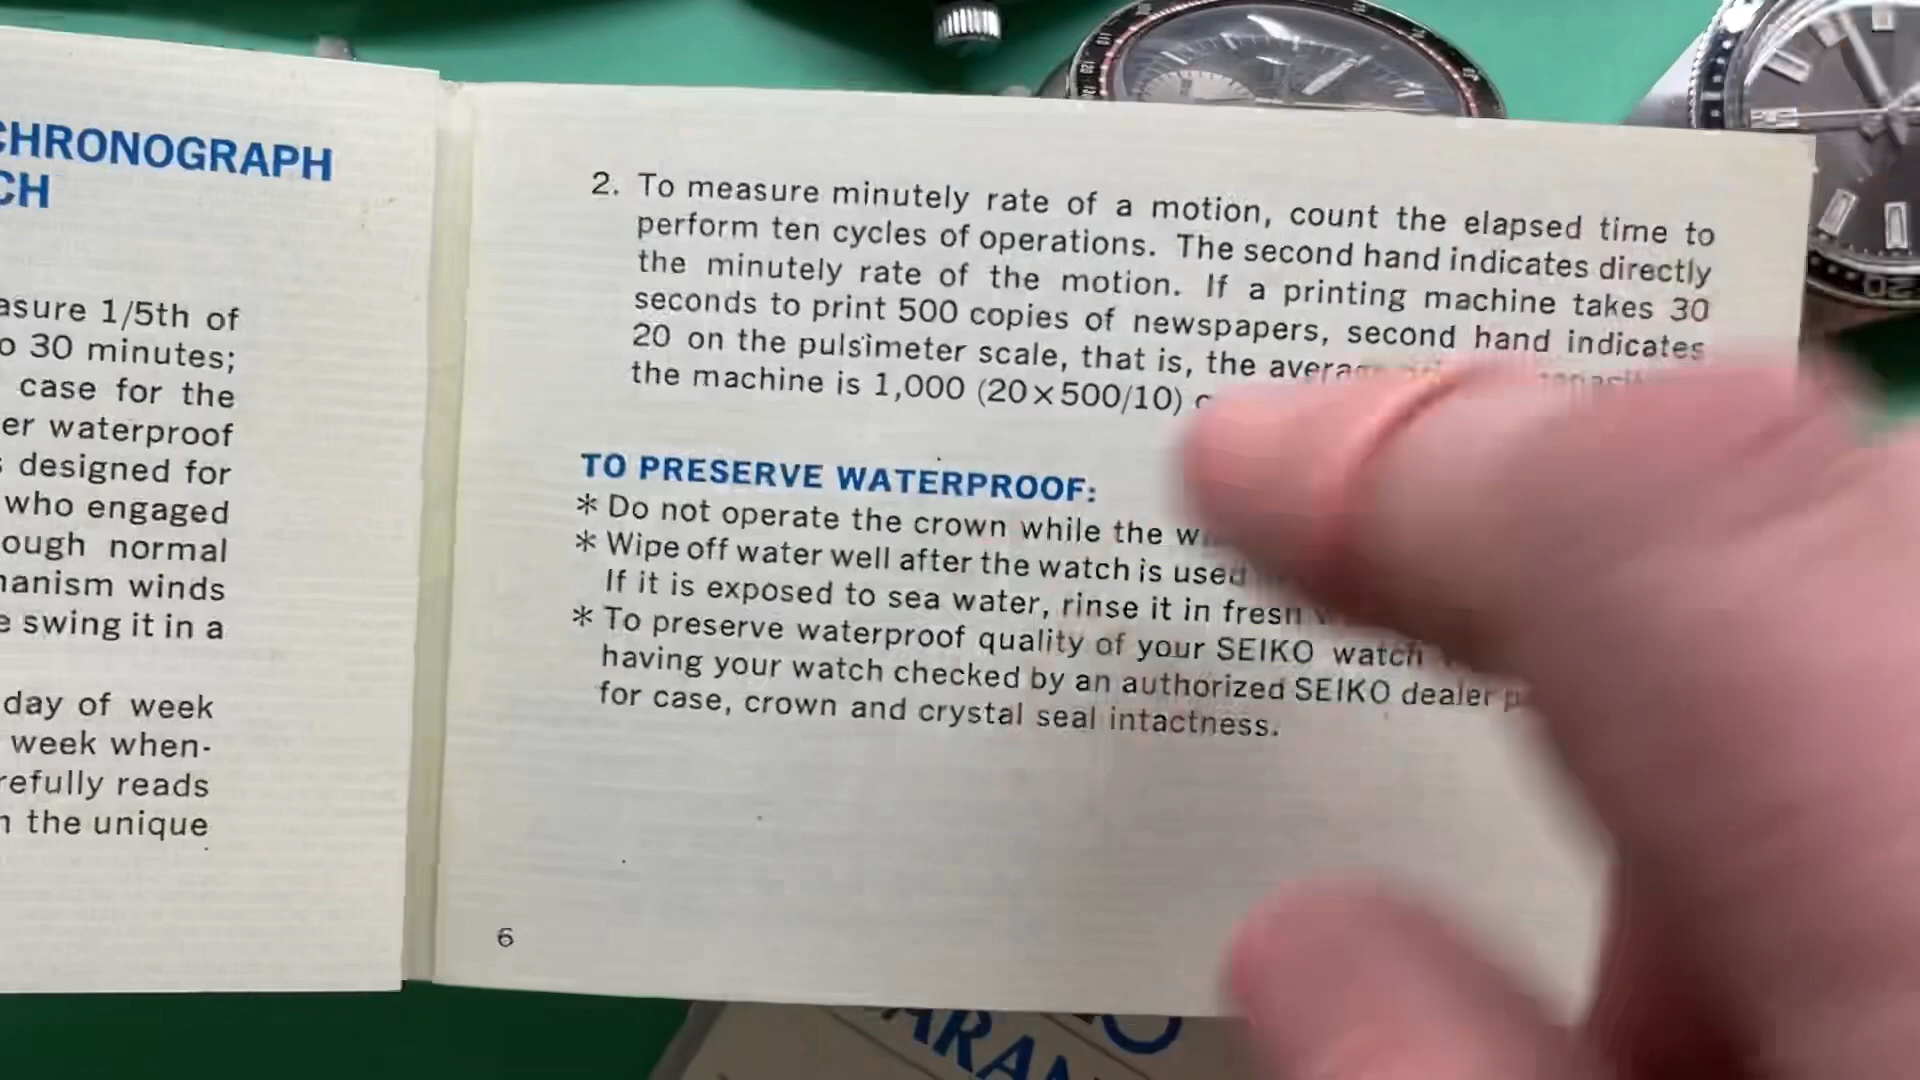 CHRONOGRAPH
CH
asure 1/5th of
o 30 minutes;
case for the
er waterproof
s designed for
who engaged
ough normal
hanism winds
e swing it in a
day of week
week when-
refully reads
n the unique
2. To measure minutely rate of a motion, count the elapsed time to
perform ten cycles of operations. The second hand indicates directly
the minutely rate of the motion. If a printing machine takes 30
seconds to print 500 copies of newspapers, second hand indicates
20 on the pulsimeter scale, that is, the average
the machine is 1,000 (20×500/10)
TO PRESERVE WATERPROOF:
* Do not operate the crown while the
* Wipe off water well after the watch is used
If it is exposed to sea water, rinse it in fresh
* To preserve waterproof quality of your SEIKO watch
having your watch checked by an authorized SEIKO dealer
for case, crown and crystal seal intactness.
6
ARAN